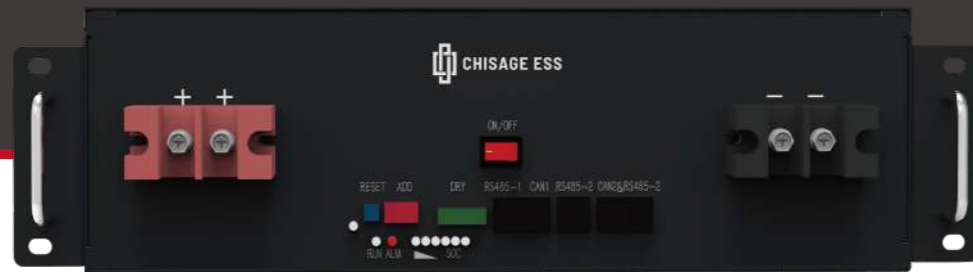 CHISAGE ESS
+ + - -
ON/OFF
RESET ADD DRY RS485-1 CAN1 RS485-2 CAN2&RS485-2
RUN ALM SOC